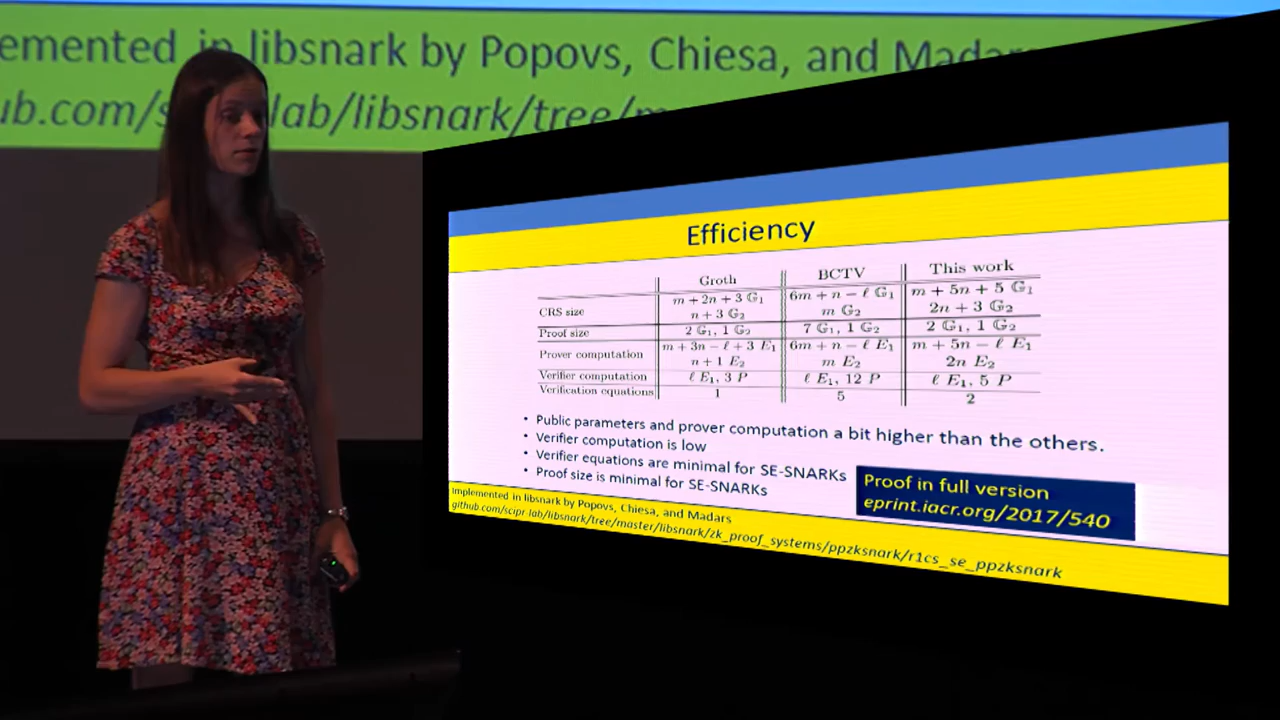 emented in libsnark by Popovs, Chiesa, and Madars
ub.com/s lab/libsnark/tree/m
Efficiency
Groth BCTV This work
CRS size m + 2n + 3 G₁ 6m + n − ℓ G₁ m + 5n + 5 G₁
n + 3 G₂ m G₂ 2n + 3 G₂
Proof size 2 G₁, 1 G₂ 7 G₁, 1 G₂ 2 G₁, 1 G₂
Prover computation m + 3n − ℓ + 3 E₁ 6m + n − ℓ E₁ m + 5n − ℓ E₁
n + 1 E₂ m E₂ 2n E₂
Verifier computation ℓ E₁, 3 P ℓ E₁, 12 P ℓ E₁, 5 P
Verification equations 1 5 2
• Public parameters and prover computation a bit higher than the others.
• Verifier computation is low
• Verifier equations are minimal for SE-SNARKs
• Proof size is minimal for SE-SNARKs
Proof in full version
eprint.iacr.org/2017/540
Implemented in libsnark by Popovs, Chiesa, and Madars
github.com/scipr-lab/libsnark/tree/master/libsnark/zk_proof_systems/ppzksnark/r1cs_se_ppzksnark